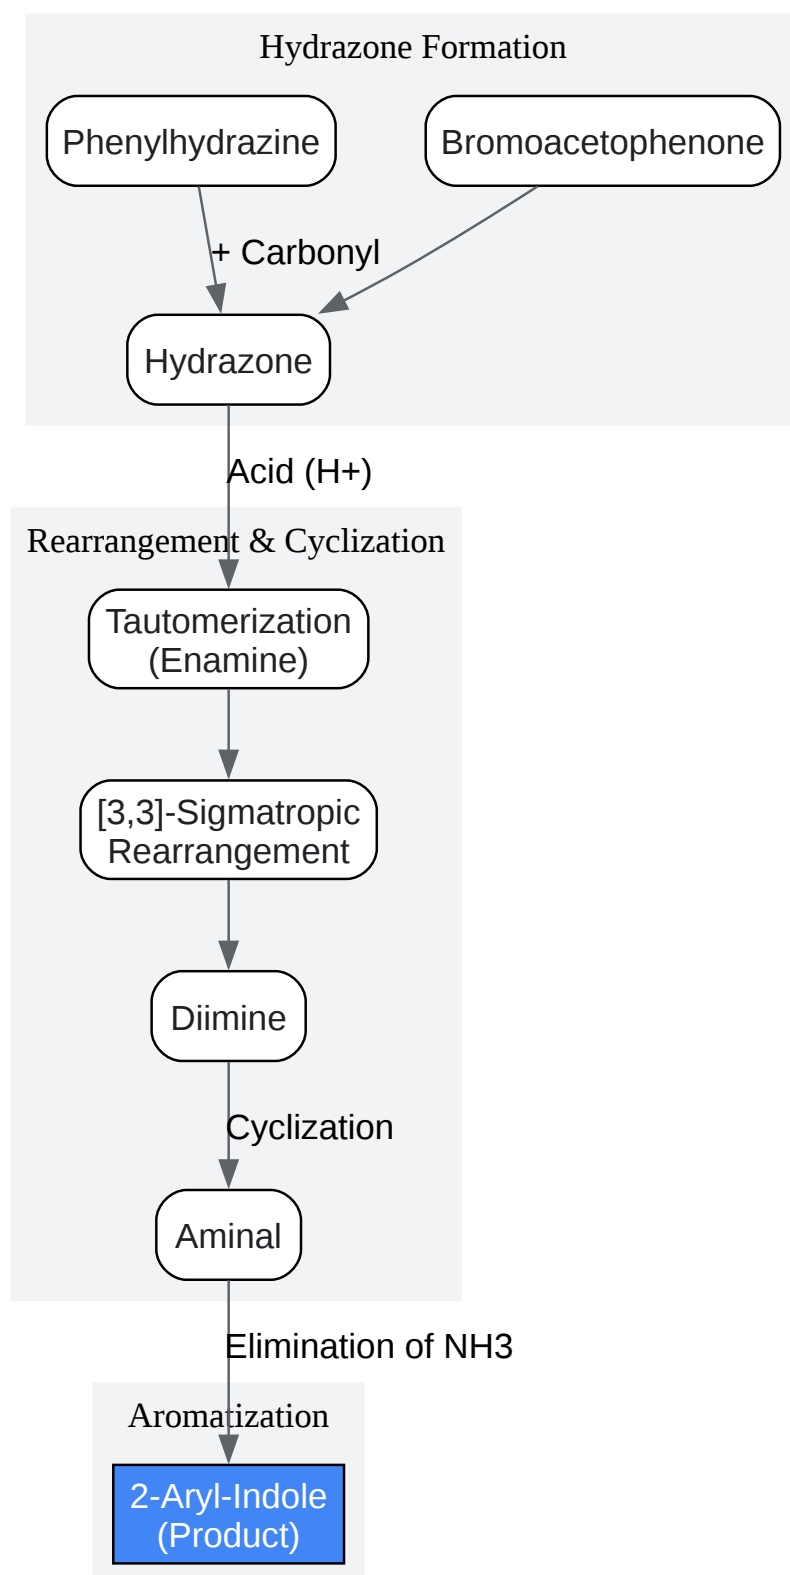 Hydrazone Formation
Phenylhydrazine
Bromoacetophenone
+ Carbonyl
Hydrazone
Acid (H+)
Rearrangement & Cyclization
Tautomerization
(Enamine)
[3,3]-Sigmatropic
Rearrangement
Diimine
Cyclization
Aminal
Elimination of NH3
Aromatization
2-Aryl-Indole
(Product)